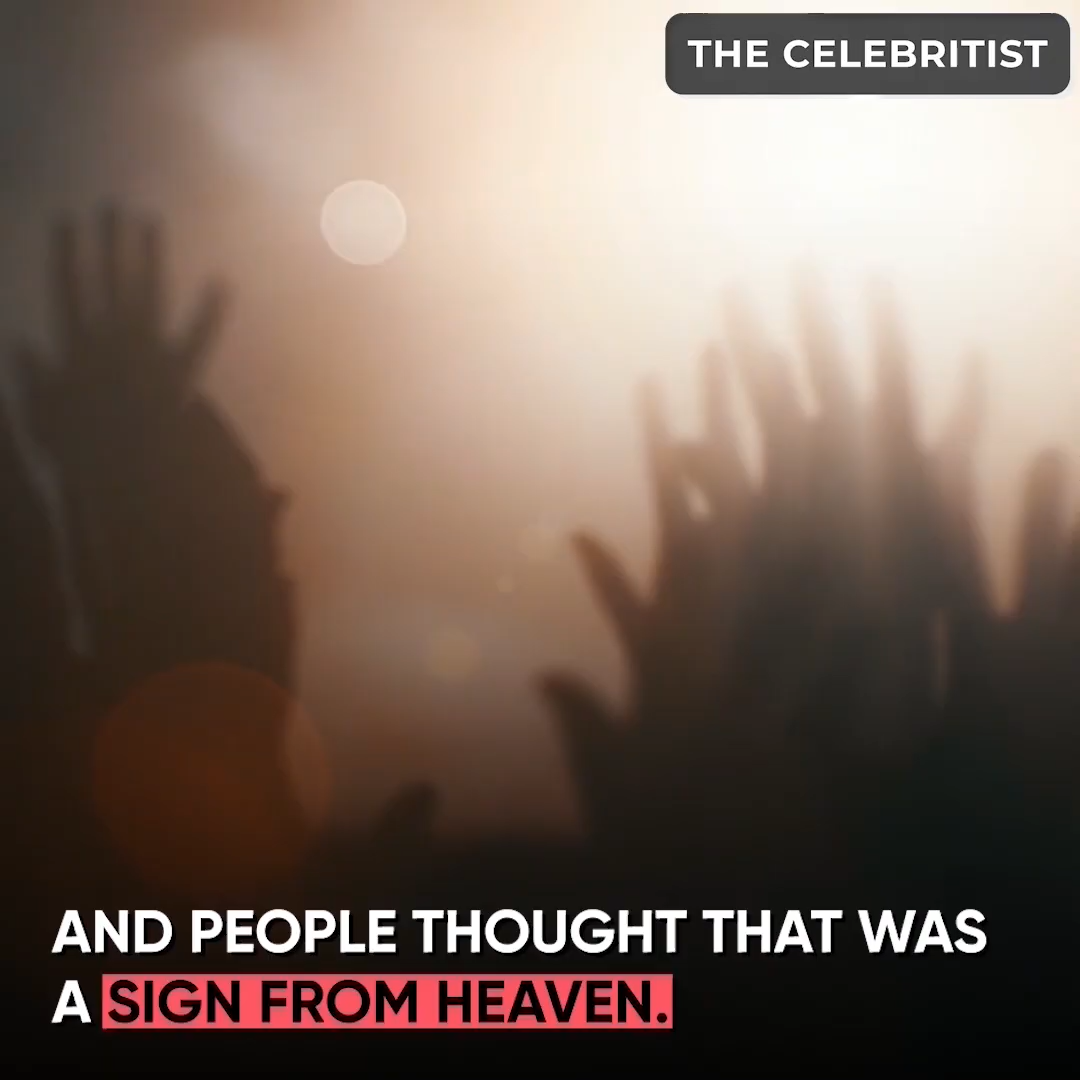 THE CELEBRITIST
AND PEOPLE THOUGHT THAT WAS
A SIGN FROM HEAVEN.